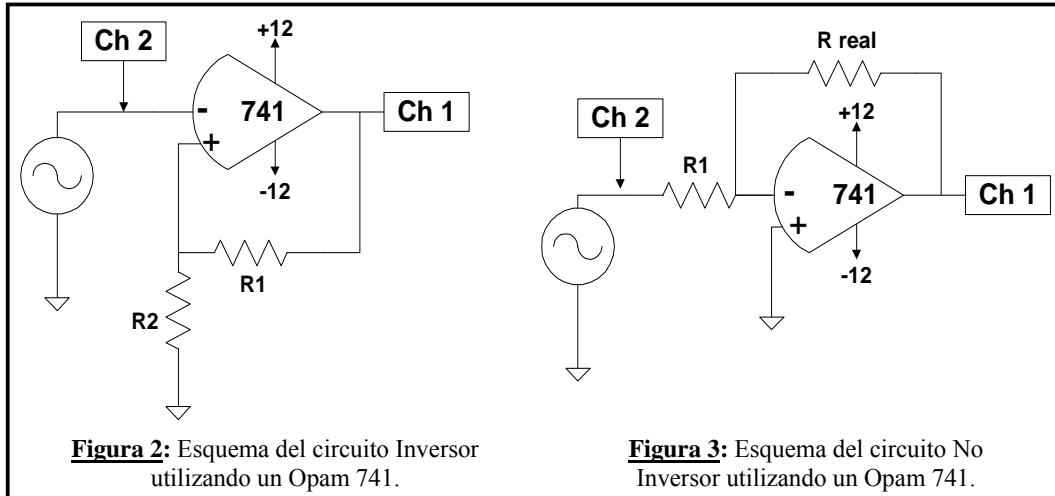 Ch 2
+12
741
-
+
Ch 1
-12
R1
R2
Figura 2: Esquema del circuito Inversor
utilizando un Opam 741.
R real
+12
Ch 2
R1
741
-
+
Ch 1
-12
Figura 3: Esquema del circuito No
Inversor utilizando un Opam 741.